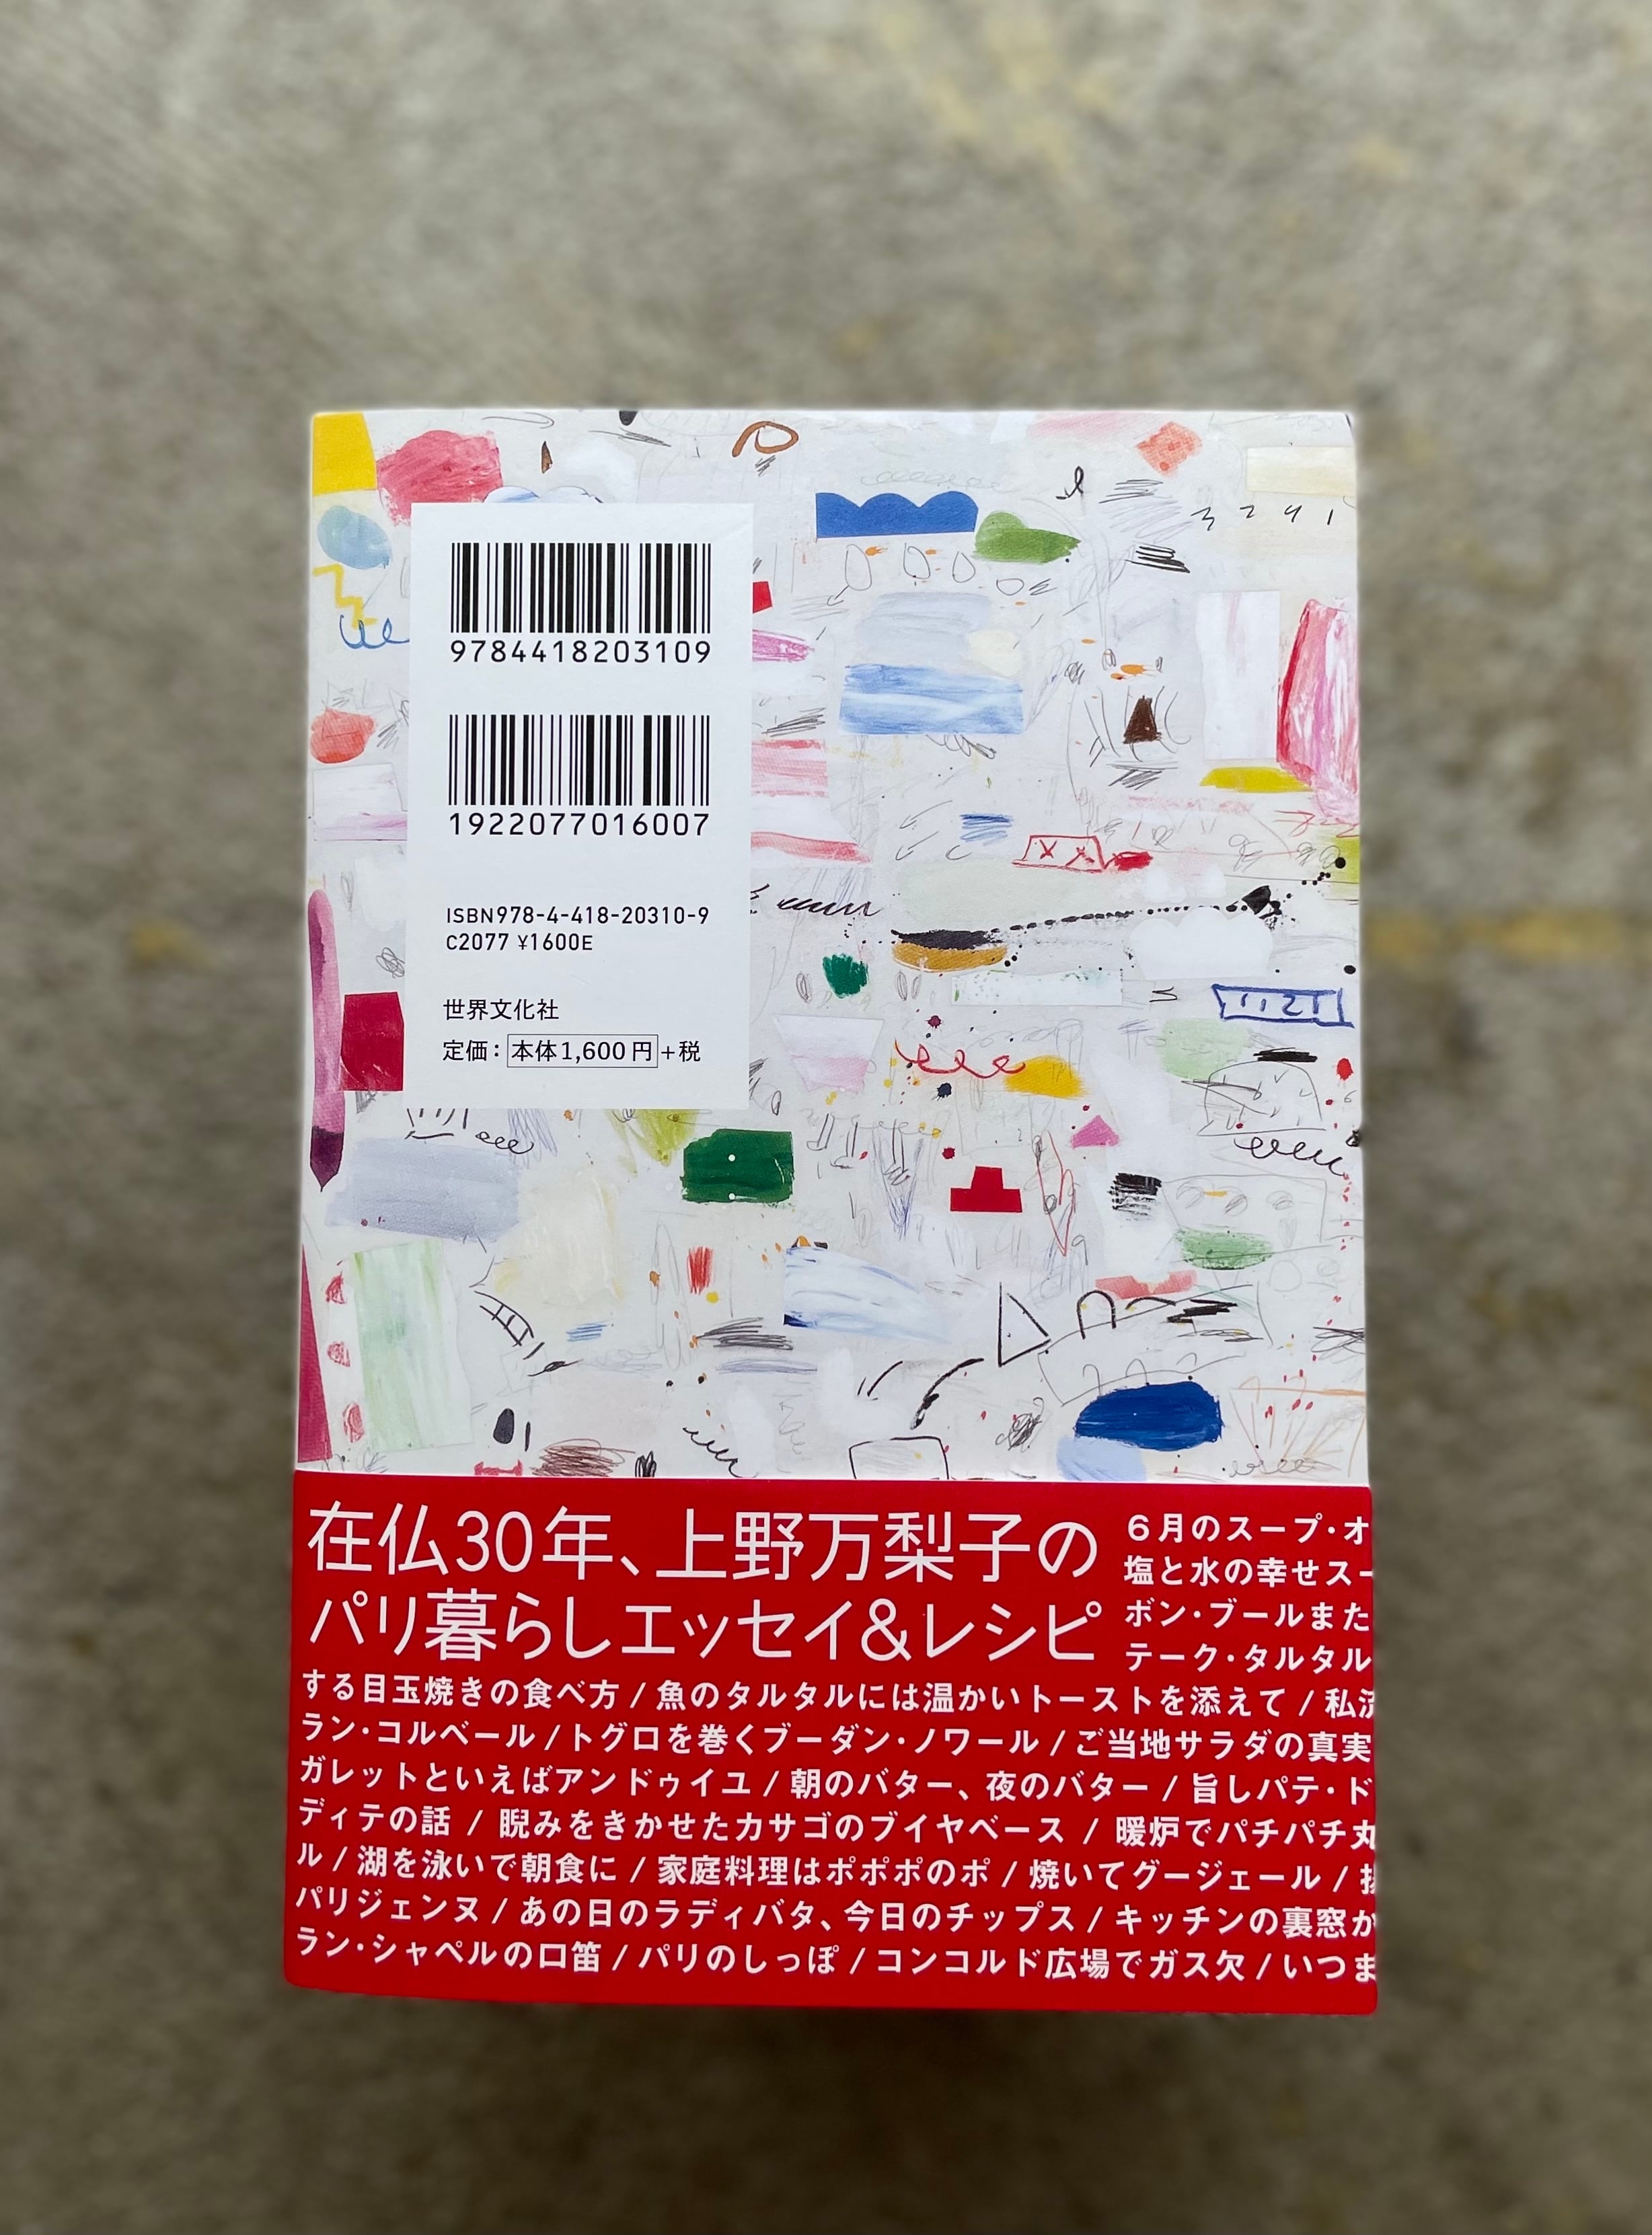 9784418203109
1922077016007
ISBN978-4-418-20310-9
C2077 ¥1600E
世界文化社
定価：本体1,600円+税
3 2 9 1
在仏30年、上野万梨子の
パリ暮らしエッセイ&レシピ
6月のスープ・オ
塩と水の幸せスー
ボン・ブールまた
テーク・タルタル
する目玉焼きの食べ方 / 魚のタルタルには温かいトーストを添えて / 私流
ラン・コルベール / トグロを巻くブーダン・ノワール / ご当地サラダの真実
ガレットといえばアンドゥイユ / 朝のバター、夜のバター / 旨しパテ・ド
ディテの話 / 睨みをきかせたカサゴのブイヤベース / 暖炉でパチパチ丸
ル / 湖を泳いで朝食に / 家庭料理はポポポのポ / 焼いてグージェール /
パリジェンヌ / あの日のラディバタ、今日のチップス / キッチンの裏窓か
ラン・シャペルの口笛 / パリのしっぽ / コンコルド広場でガス欠 / いつま